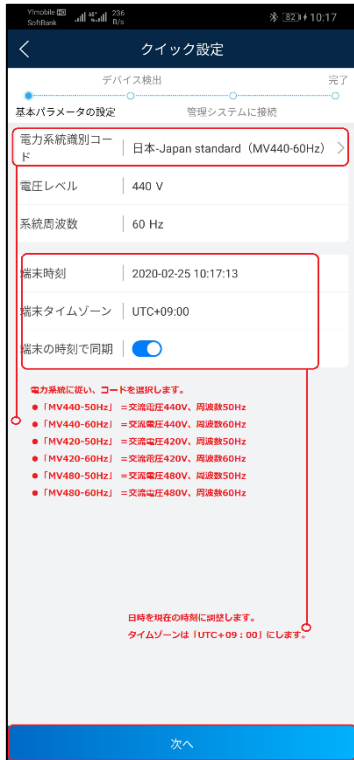 Y!mobile HD 46 236
SoftBank B/s 82 10:17
クイック設定
デバイス検出 完了
基本パラメータの設定 管理システムに接続
電力系統識別コー
ド 日本-Japan standard（MV440-60Hz）
電圧レベル 440 V
系統周波数 60 Hz
端末時刻 2020-02-25 10:17:13
端末タイムゾーン UTC+09:00
端末の時刻で同期
電力系統に従い、コードを選択します。
●「MV440-50Hz」＝交流電圧440V、周波数50Hz
●「MV440-60Hz」＝交流電圧440V、周波数60Hz
●「MV420-50Hz」＝交流電圧420V、周波数50Hz
●「MV420-60Hz」＝交流電圧420V、周波数60Hz
●「MV480-50Hz」＝交流電圧480V、周波数50Hz
●「MV480-60Hz」＝交流電圧480V、周波数60Hz
日時を現在の時刻に調整します。
タイムゾーンは「UTC+09：00」にします。
次へ